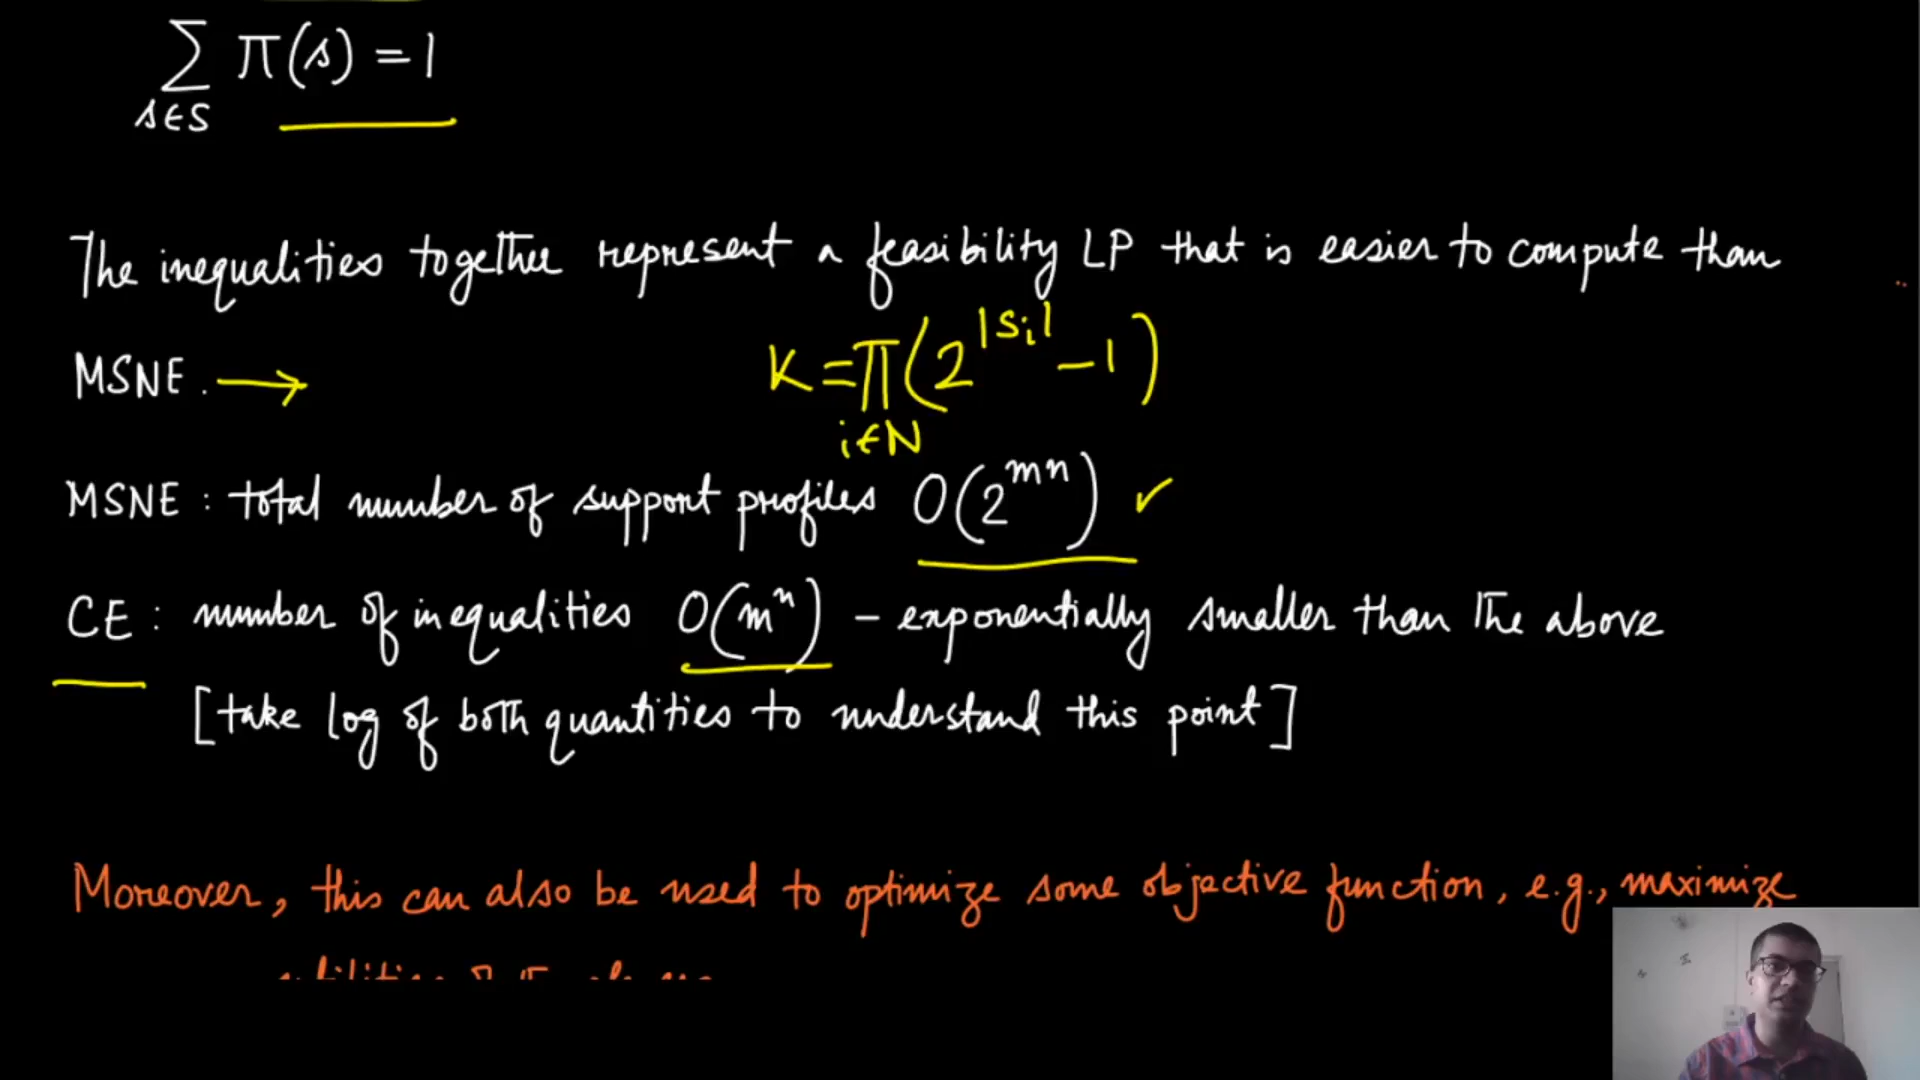 ∑ π(s) = 1
s∈S
The inequalities together represent a feasibility LP that is easier to compute than
MSNE. →
K = π (2^|Si| − 1)
i∈N
MSNE : total number of support profiles O(2^mn) ✓
CE : number of inequalities O(m^n) – exponentially smaller than the above
[take log of both quantities to understand this point]
Moreover, this can also be used to optimize some objective function, e.g., maximize